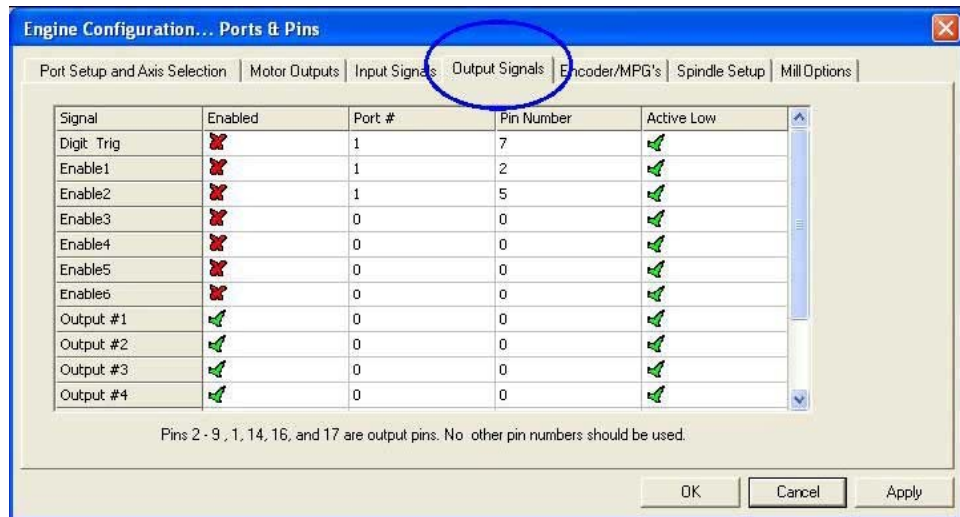 Engine Configuration... Ports & Pins
Port Setup and Axis Selection Motor Outputs Input Signals Output Signals Encoder/MPG's Spindle Setup Mill Options
Signal Enabled Port # Pin Number Active Low
Digit Trig 1 7
Enable1 1 2
Enable2 1 5
Enable3 0 0
Enable4 0 0
Enable5 0 0
Enable6 0 0
Output #1 0 0
Output #2 0 0
Output #3 0 0
Output #4 0 0
Pins 2 - 9 , 1, 14, 16, and 17 are output pins. No other pin numbers should be used.
OK Cancel Apply